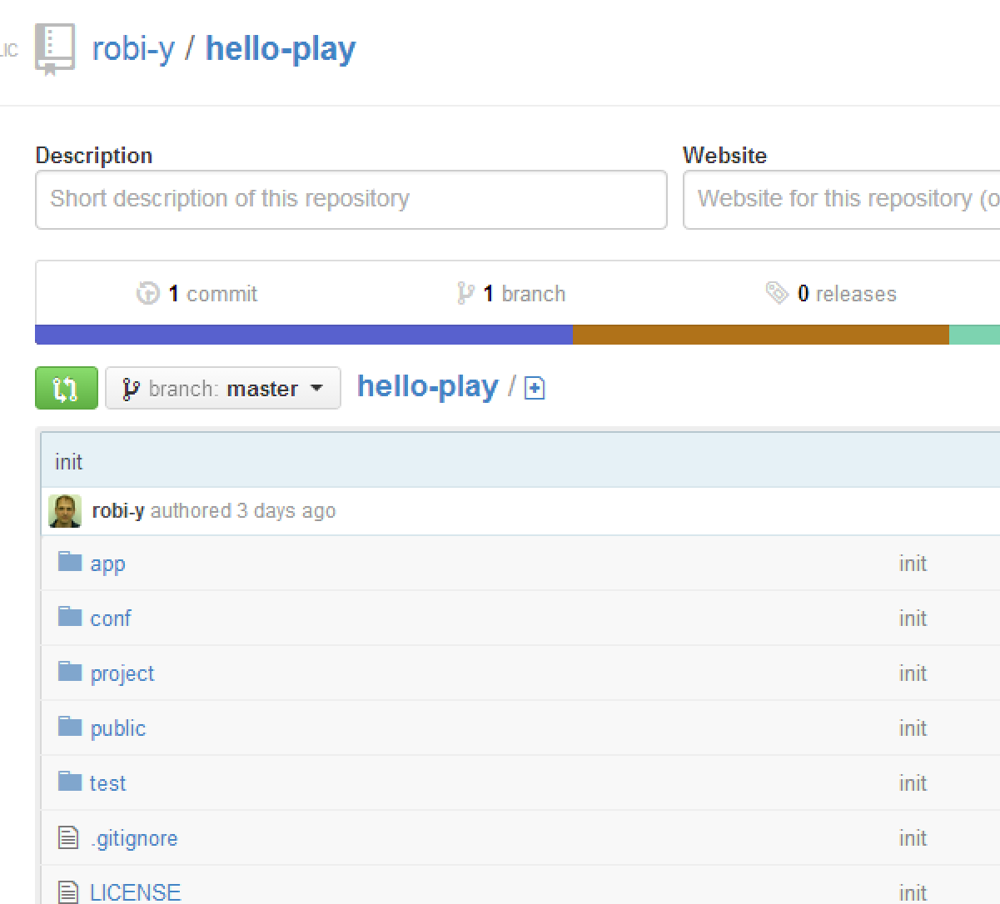 LIC robi-y / hello-play
Description Website
Short description of this repository Website for this repository (o
1 commit 1 branch 0 releases
branch: master hello-play /
init
robi-y authored 3 days ago
app init
conf init
project init
public init
test init
.gitignore init
LICENSE init